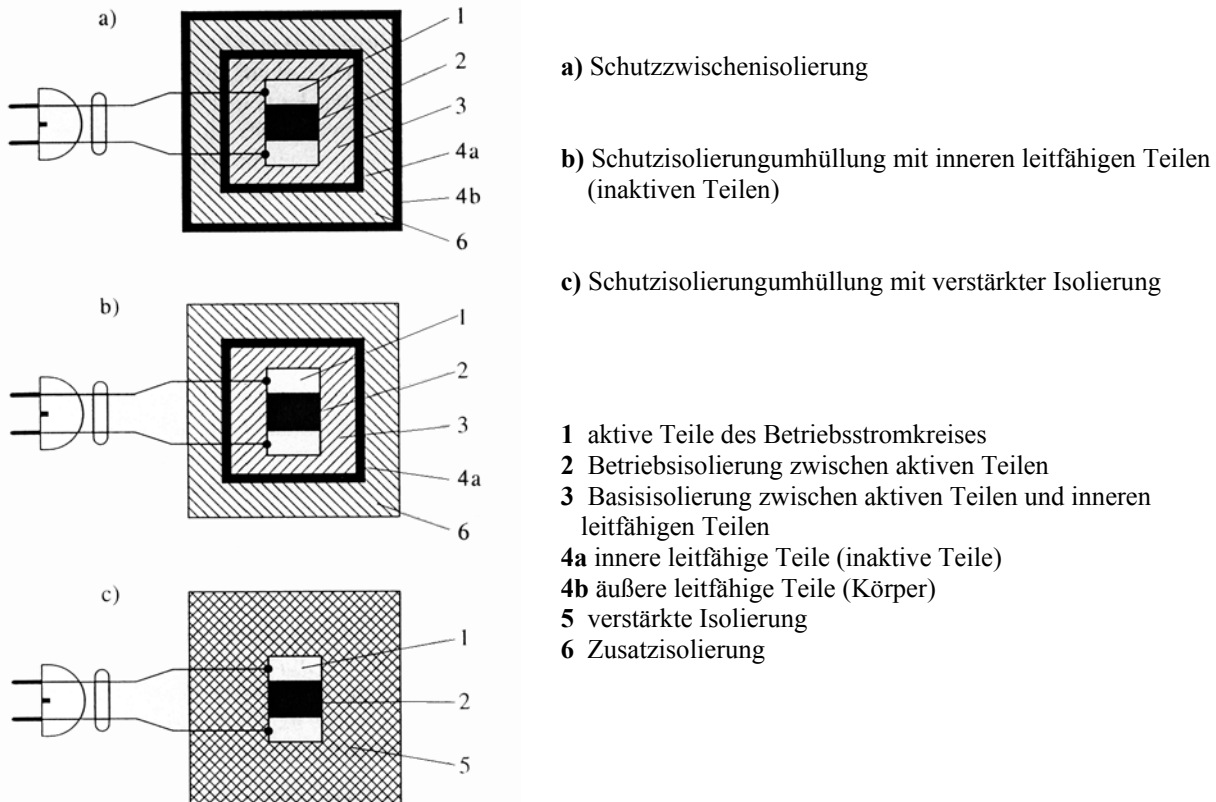 a)
1
2
3
4a
4b
6
b)
1
2
3
4a
6
c)
1
2
5
a) Schutzzwischenisolierung
b) Schutzisolierungumhüllung mit inneren leitfähigen Teilen
(inaktiven Teilen)
c) Schutzisolierungumhüllung mit verstärkter Isolierung
1 aktive Teile des Betriebsstromkreises
2 Betriebsisolierung zwischen aktiven Teilen
3 Basisisolierung zwischen aktiven Teilen und inneren
leitfähigen Teilen
4a innere leitfähige Teile (inaktive Teile)
4b äußere leitfähige Teile (Körper)
5 verstärkte Isolierung
6 Zusatzisolierung